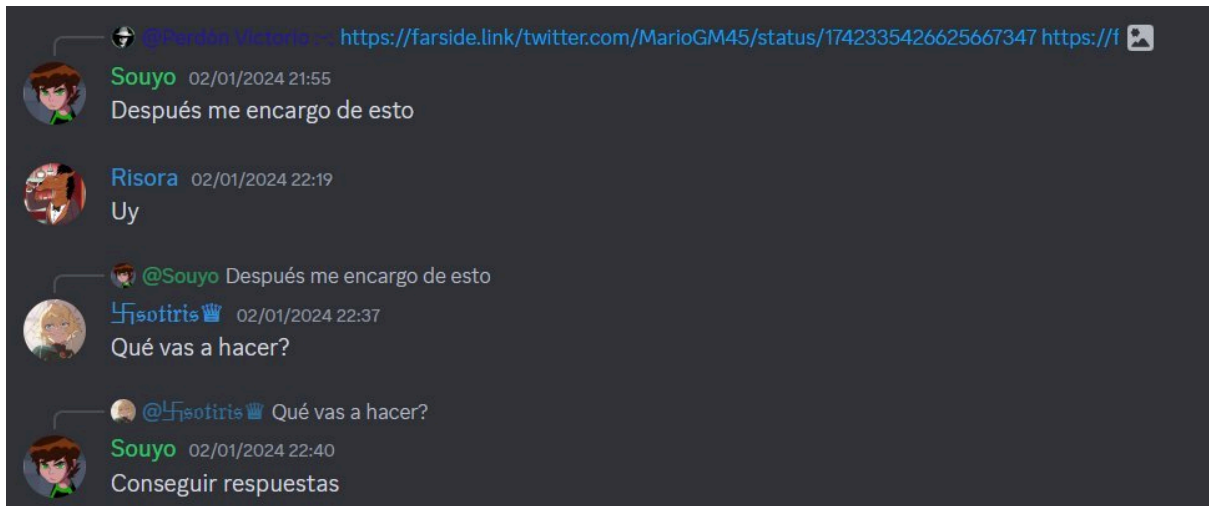 @Perdón Victorio :-: https://farside.link/twitter.com/MarioGM45/status/1742335426625667347 https://f
Souyo 02/01/2024 21:55
Después me encargo de esto
Risora 02/01/2024 22:19
Uy
@Souyo Después me encargo de esto
卐sotiris♛ 02/01/2024 22:37
Qué vas a hacer?
@卐sotiris♛ Qué vas a hacer?
Souyo 02/01/2024 22:40
Conseguir respuestas